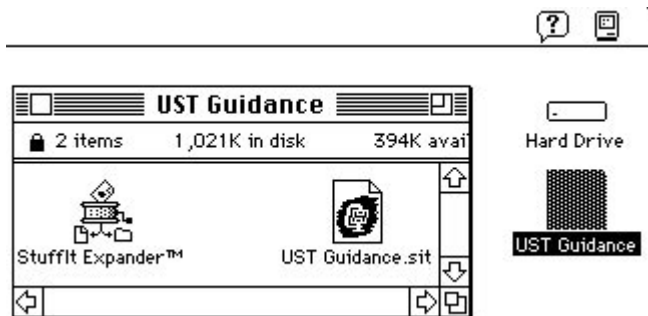 UST Guidance
2 items 1,021K in disk 394K avai
StuffIt Expander™ UST Guidance.sit
Hard Drive
UST Guidance